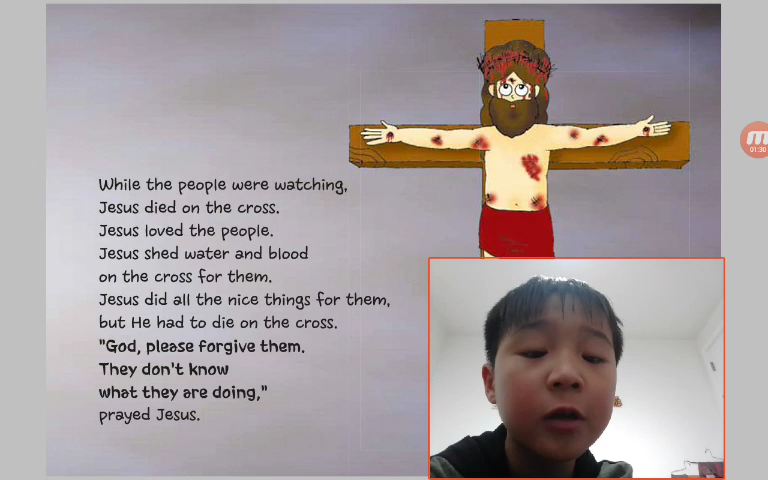 While the people were watching,
Jesus died on the cross.
Jesus loved the people.
Jesus shed water and blood
on the cross for them.
Jesus did all the nice things for them,
but He had to die on the cross.
"God, please forgive them.
They don't know
what they are doing,"
prayed Jesus.
m
01:30